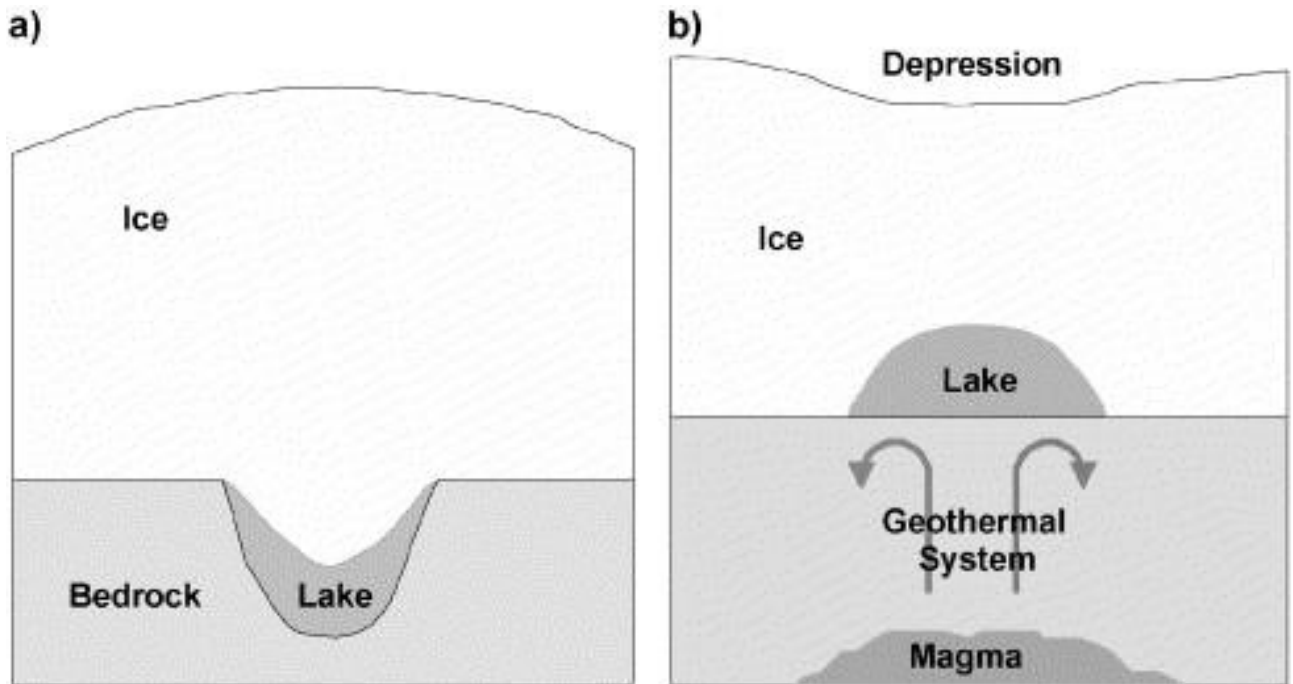 a)
Ice
Bedrock
Lake
b)
Depression
Ice
Lake
Geothermal
System
Magma